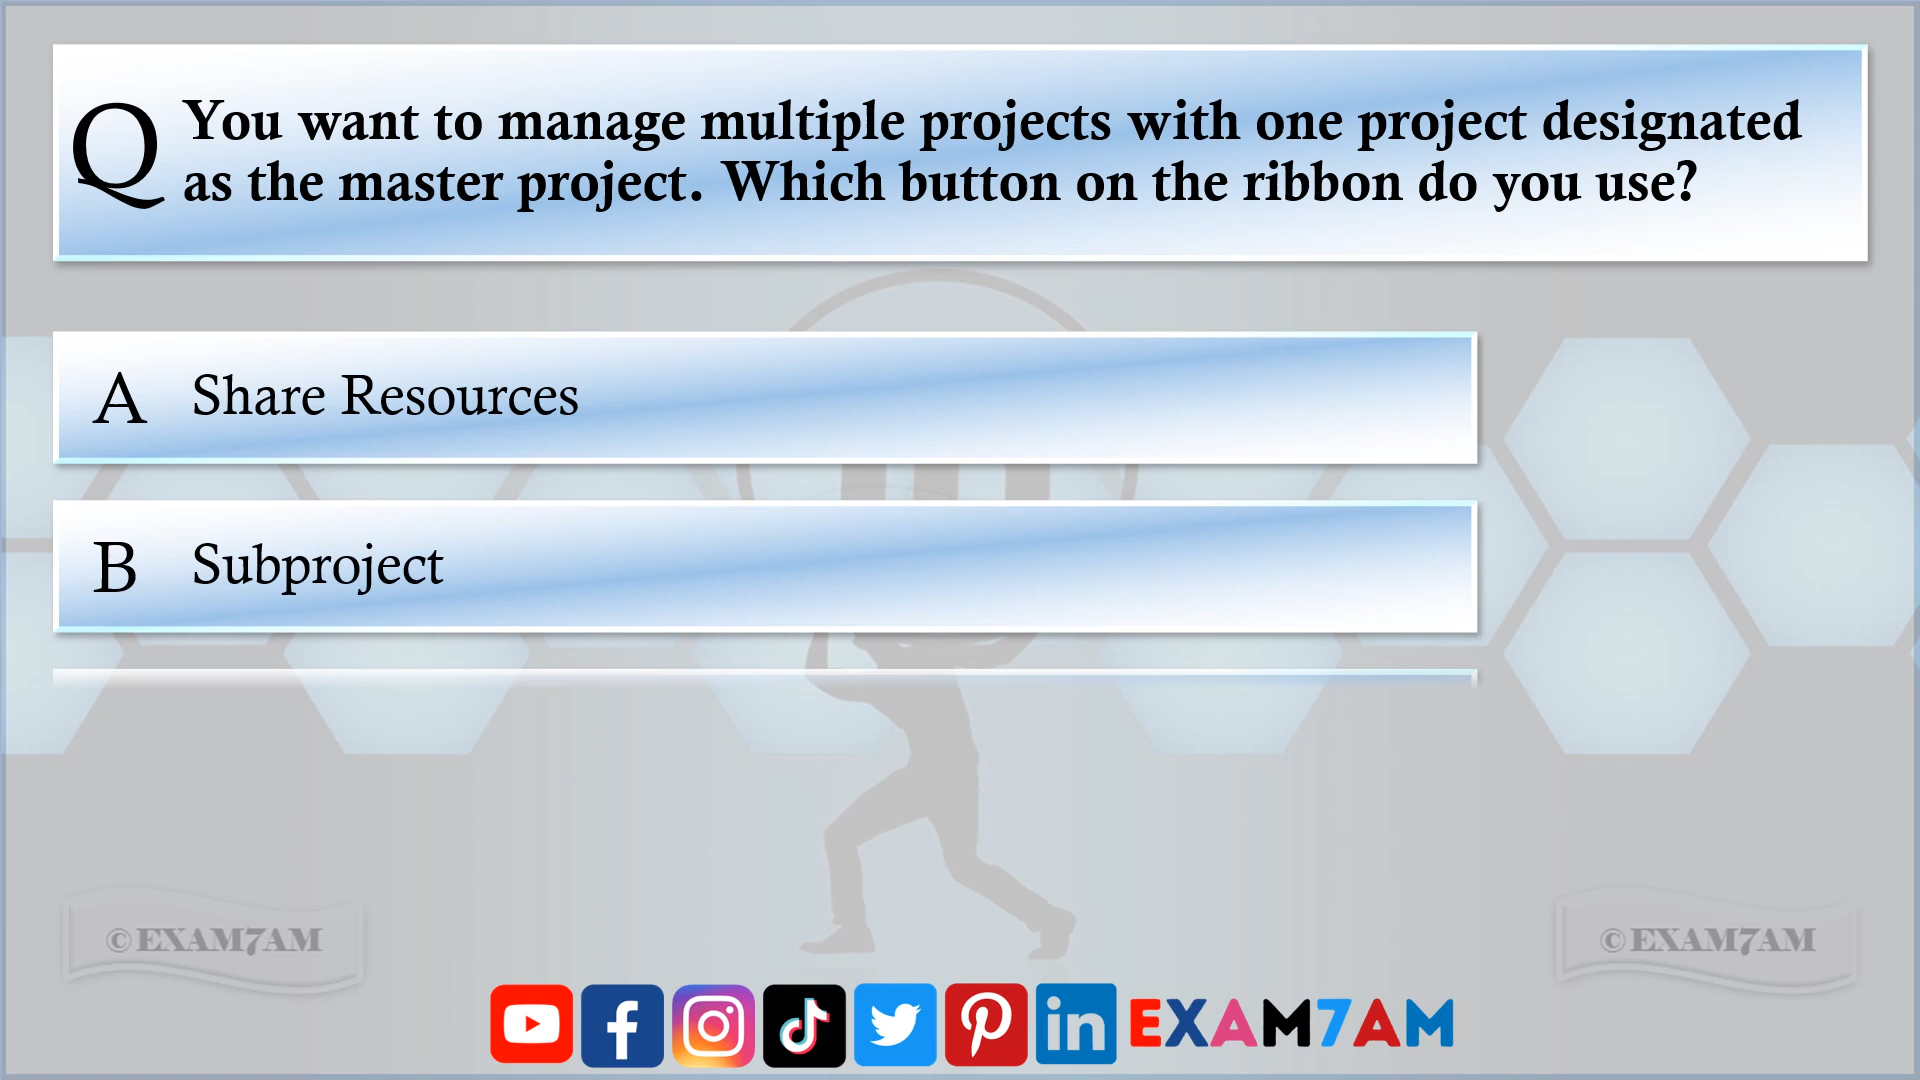 Q
You want to manage multiple projects with one project designated
as the master project. Which button on the ribbon do you use?
A Share Resources
B Subproject
©EXAM7AM
©EXAM7AM
in
EXAM7AM